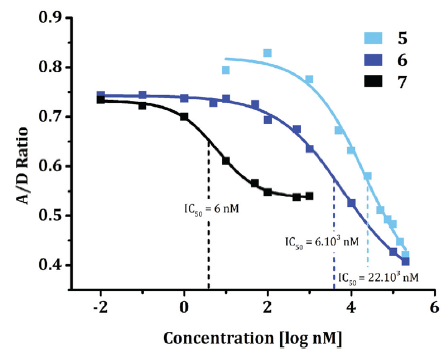 0.9
0.8
0.7
0.6
0.5
0.4
A/D Ratio
5
6
7
IC₅₀ = 6 nM
IC₅₀ = 6.10³ nM
IC₅₀ = 22.10³ nM
-2
0
2
4
6
Concentration [log nM]